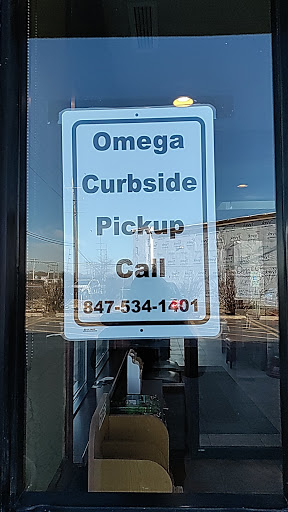 Omega
Curbside
Pickup
Call
847-534-1401